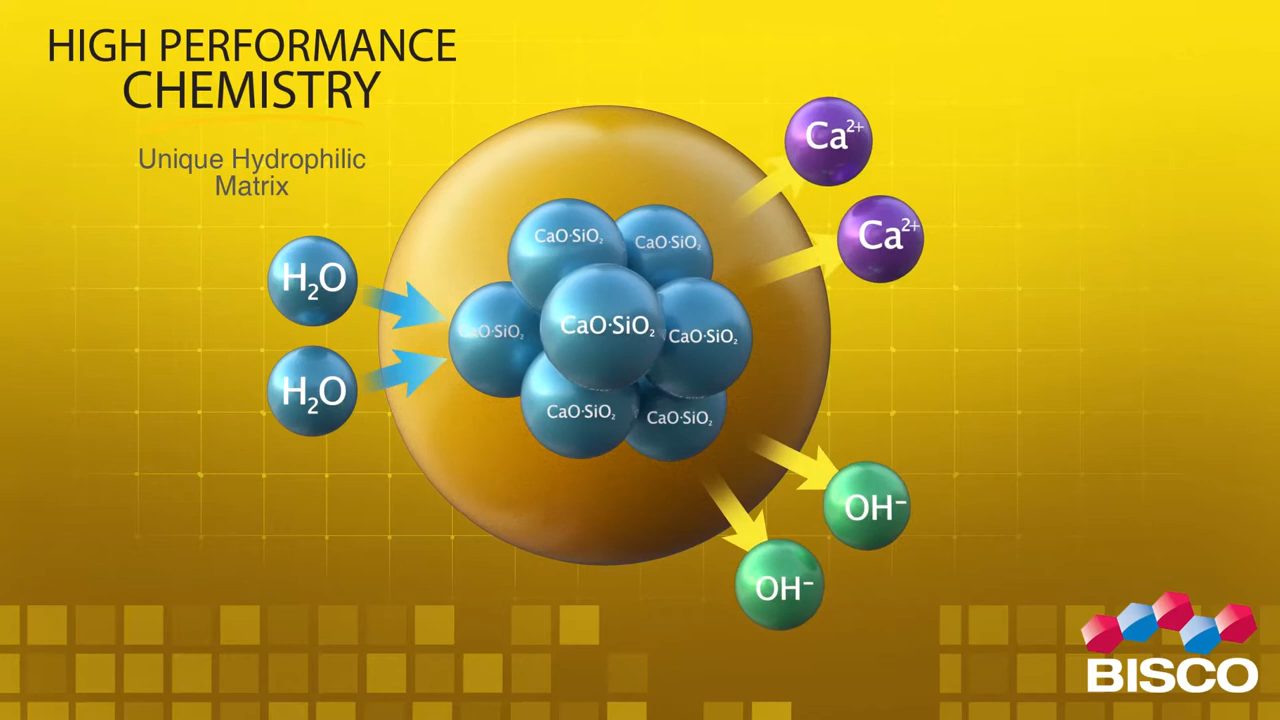 HIGH PERFORMANCE
CHEMISTRY
Unique Hydrophilic
Matrix
Ca²⁺
Ca²⁺
H₂O
H₂O
CaO·SiO₂
CaO·SiO₂
CaO·SiO₂
CaO·SiO₂
CaO·SiO₂
CaO·SiO₂
CaO·SiO₂
OH⁻
OH⁻
BISCO